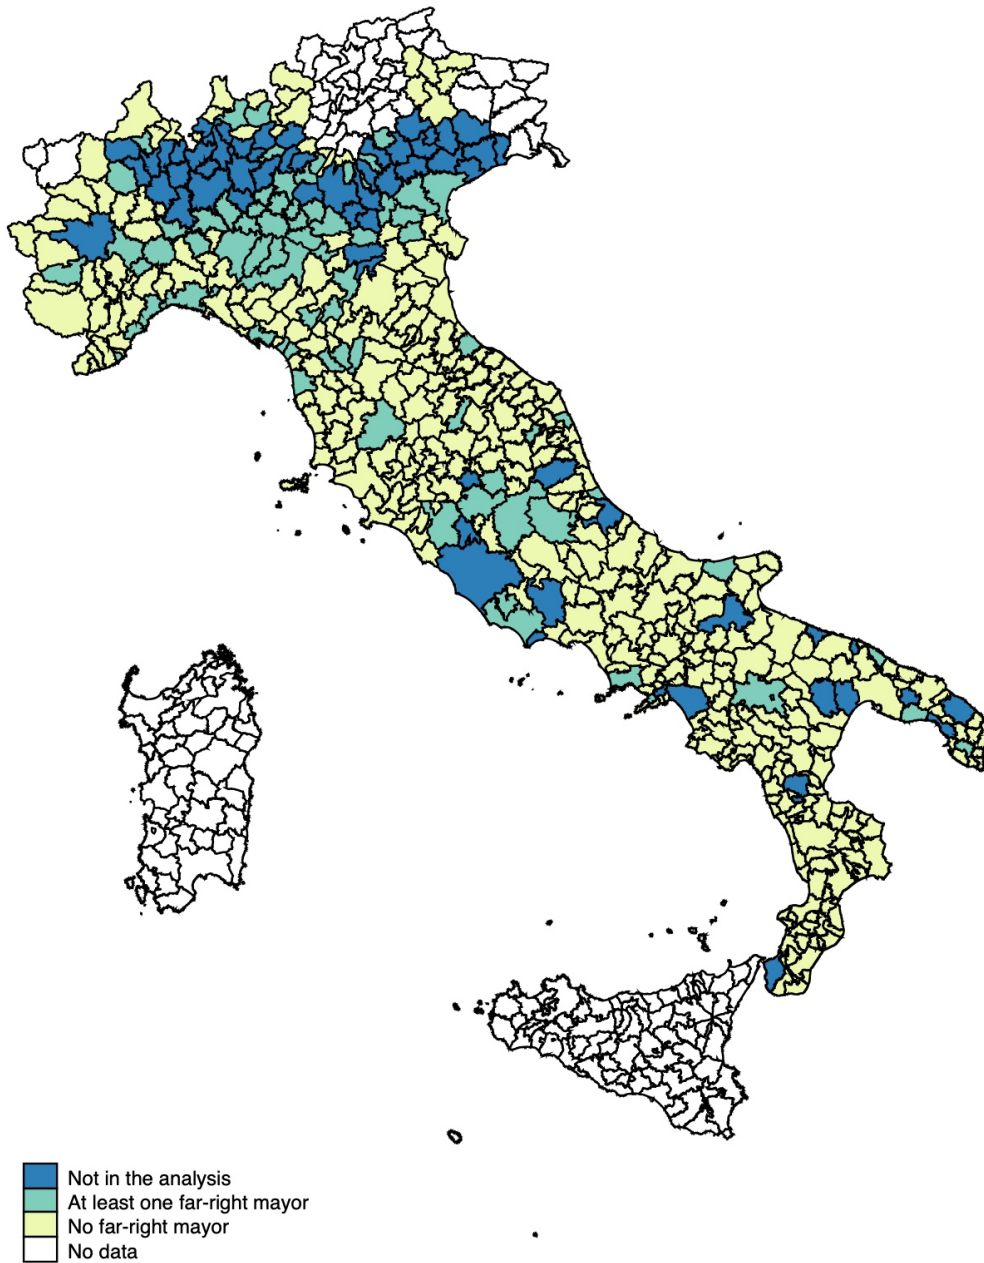 Not in the analysis
At least one far-right mayor
No far-right mayor
No data